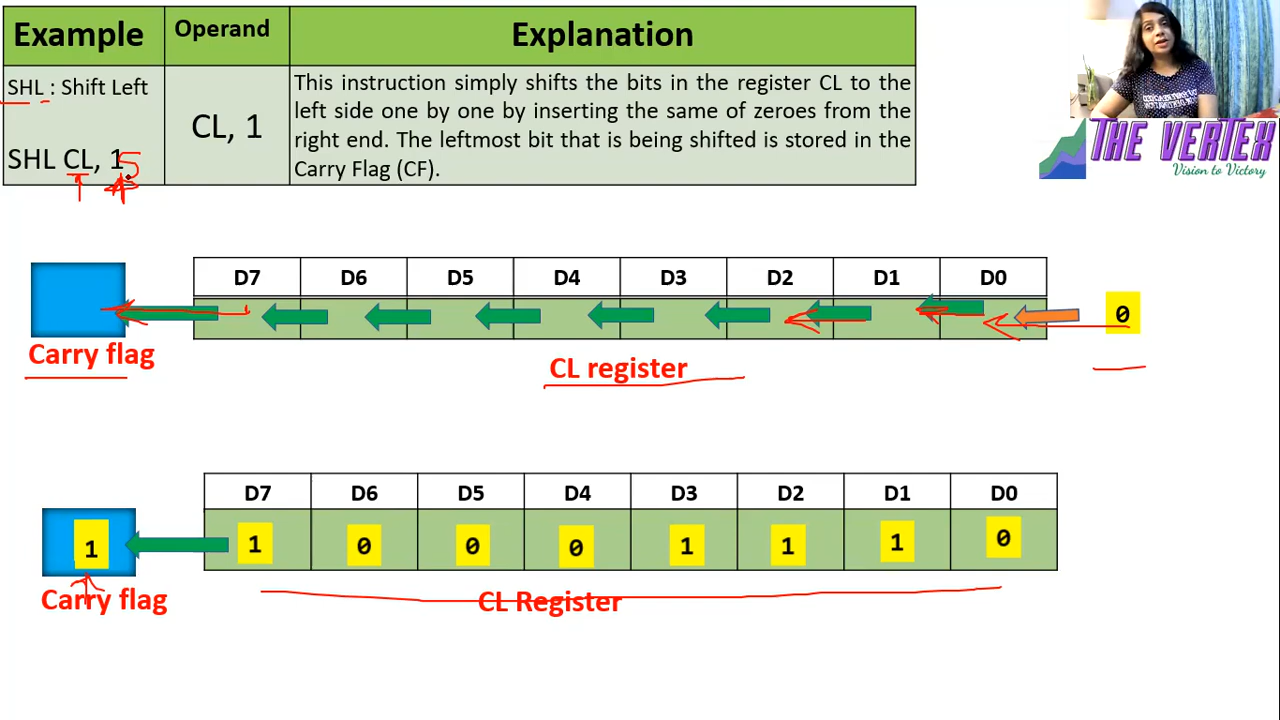 Example Operand Explanation
SHL : Shift Left
SHL CL, 1 5
CL, 1
This instruction simply shifts the bits in the register CL to the
left side one by one by inserting the same of zeroes from the
right end. The leftmost bit that is being shifted is stored in the
Carry Flag (CF).
THE VERTEX
Vision to Victory
D7 D6 D5 D4 D3 D2 D1 D0
0
Carry flag
CL register
D7 D6 D5 D4 D3 D2 D1 D0
1 1 0 0 0 1 1 1 0
Carry flag
CL Register